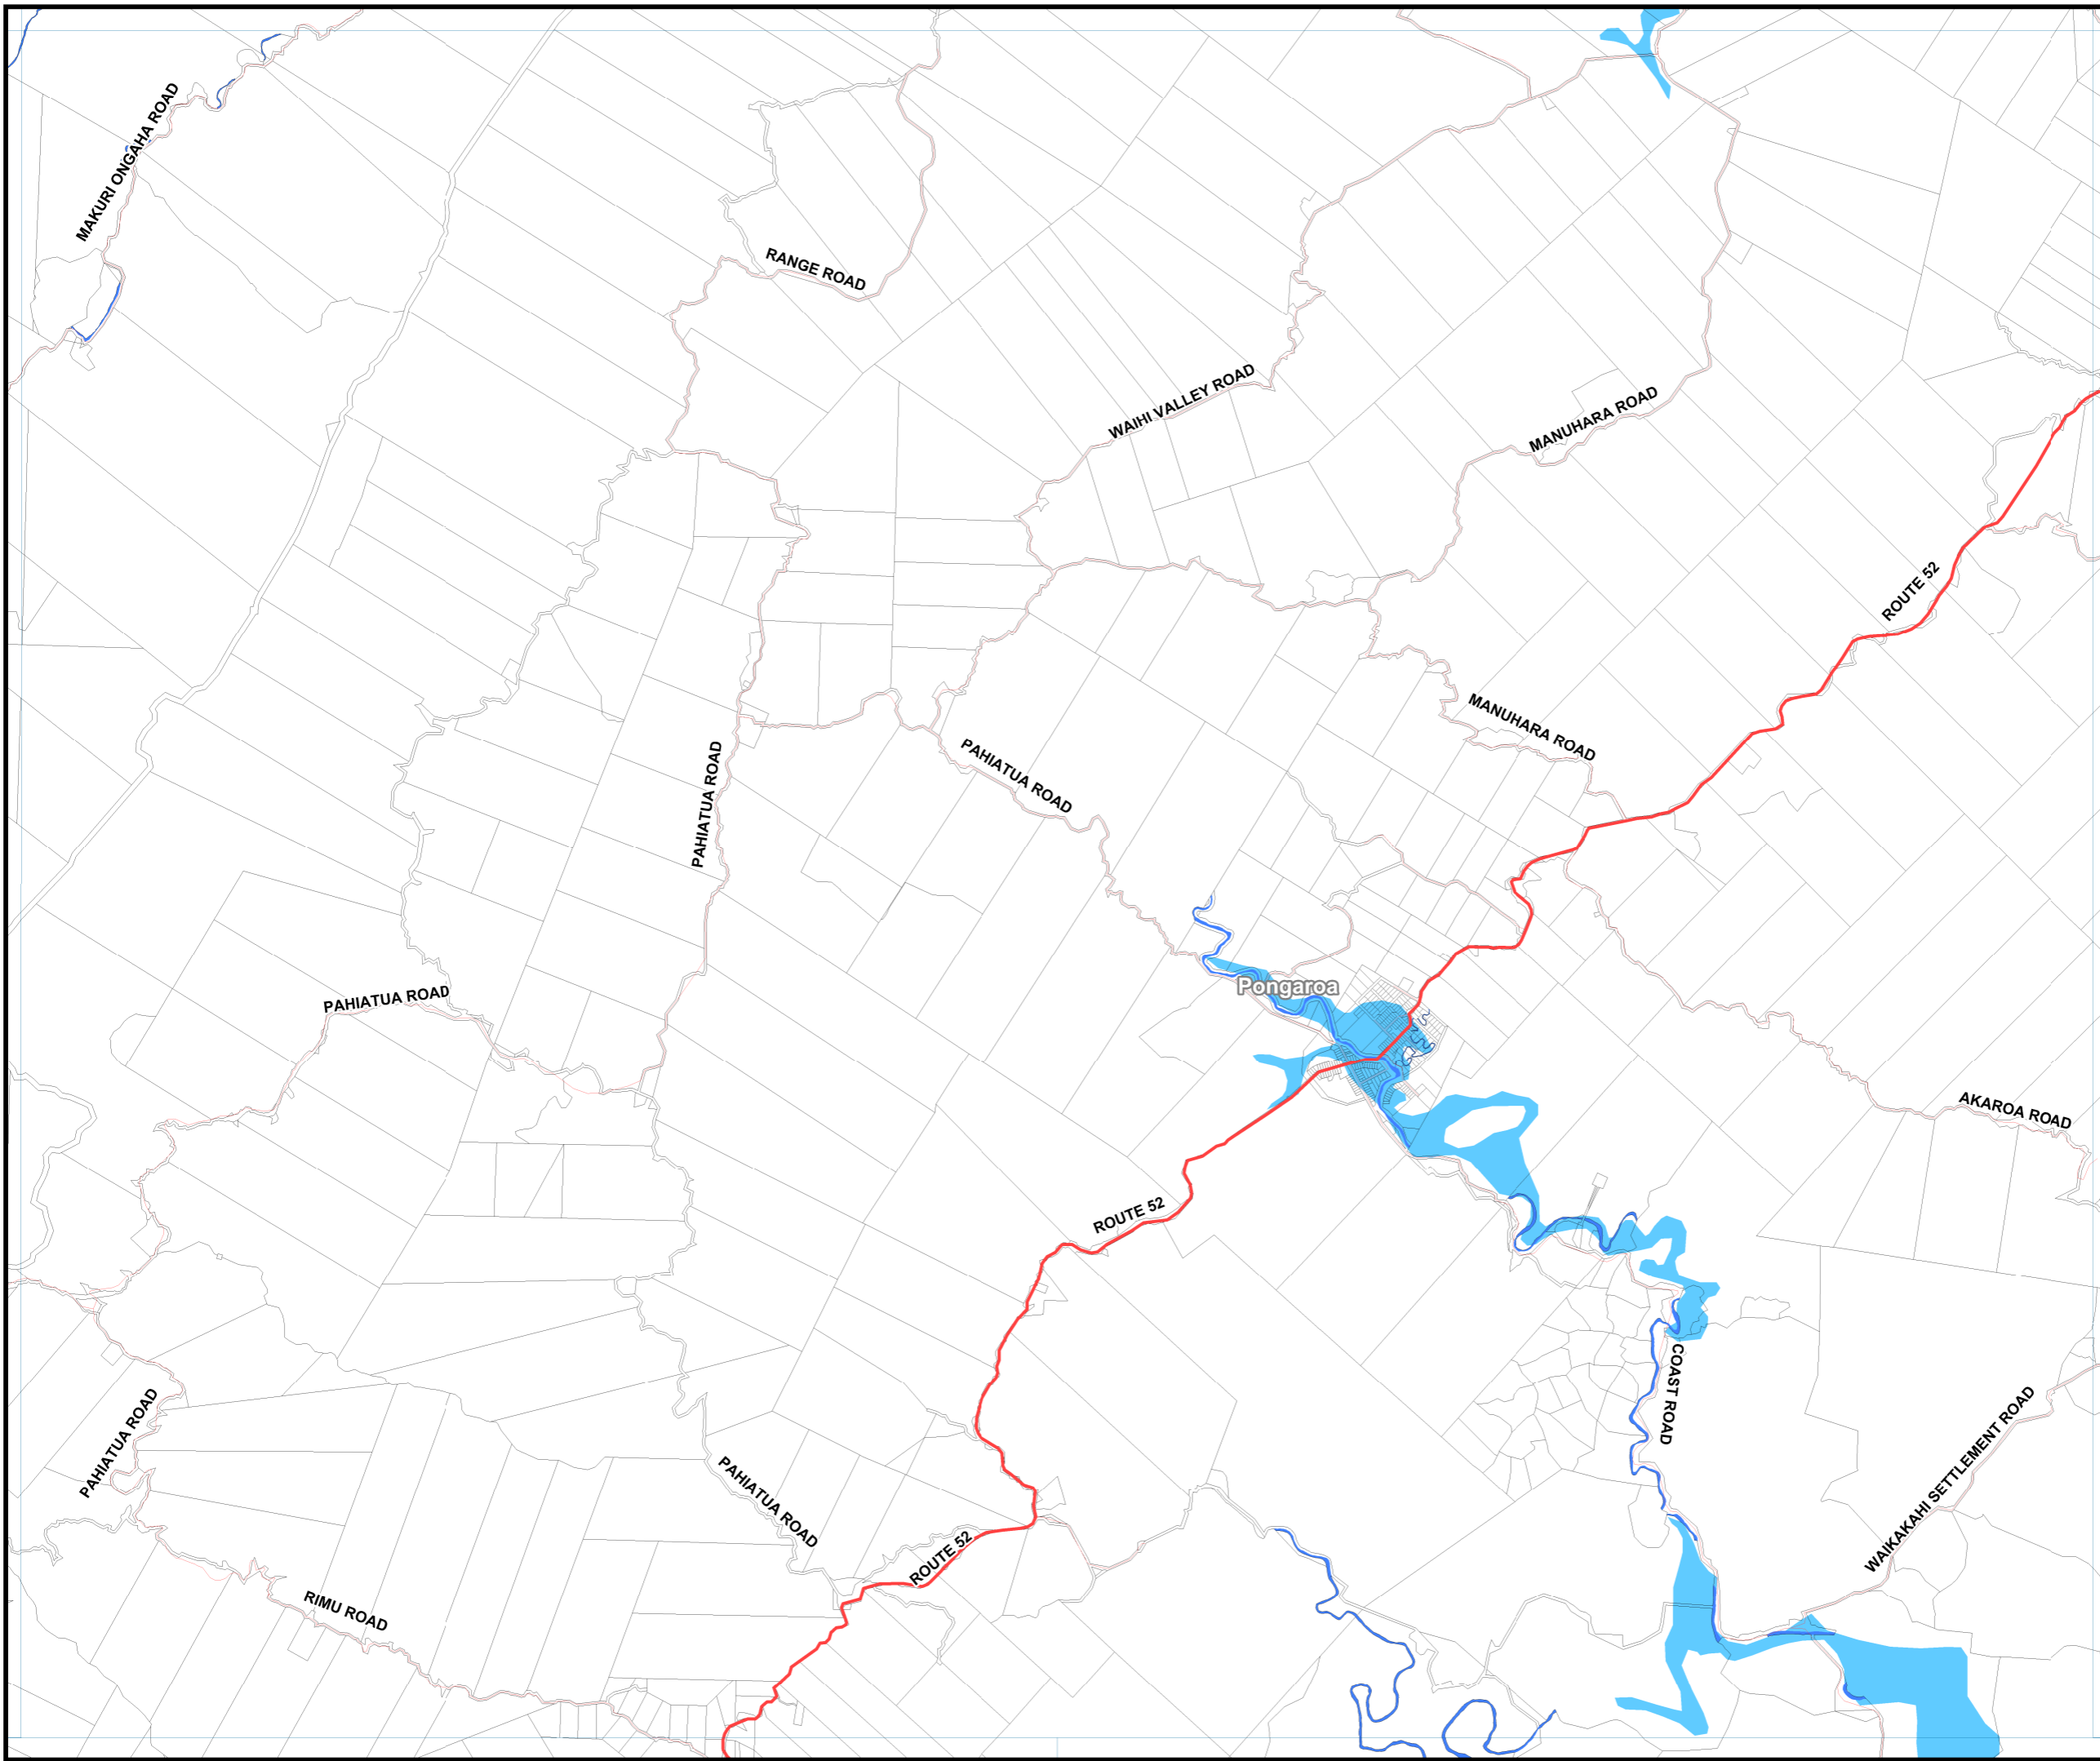 MAKURI ONGAHA ROAD
RANGE ROAD
WAIHI VALLEY ROAD
MANUHARA ROAD
ROUTE 52
MANUHARA ROAD
PAHIATUA ROAD
PAHIATUA ROAD
Pongaroa
PAHIATUA ROAD
AKAROA ROAD
ROUTE 52
COAST ROAD
PAHIATUA ROAD
WAIKAKAHI SETTLEMENT ROAD
PAHIATUA ROAD
ROUTE 52
RIMU ROAD